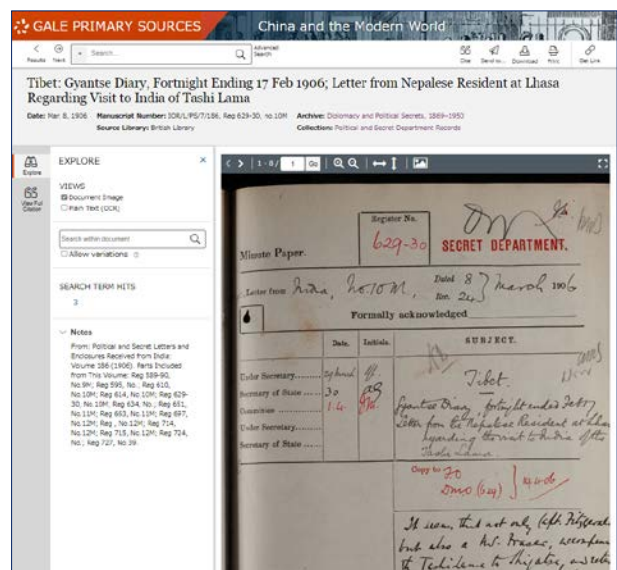 GALE PRIMARY SOURCES
China and the Modern World
Results
Next
Search...
Advanced Search
Cite
Send to...
Download
Print
Get Link
Tibet: Gyantse Diary, Fortnight Ending 17 Feb 1906; Letter from Nepalese Resident at Lhasa
Regarding Visit to India of Tashi Lama
Date: Mar 8, 1906 Manuscript Number: IOR/L/PS/7/186, Reg 629-30, no.10M Archive: Diplomacy and Political Secrets, 1869-1950
Source Library: British Library Collection: Political and Secret Department Records
Explore
View Full Citation
EXPLORE
×
VIEWS
Document Image
Plain Text (OCR)
Search within document
Allow variations
SEARCH TERM HITS
3
Notes
From: Political and Secret Letters and
Enclosures Received from India:
Volume 186 (1906). Parts Included
from This Volume: Reg 589-90,
No.9M; Reg 595, No., Reg 610,
No.10M; Reg 614, No.10M; Reg 629-
30, No.10M; Reg 634, No.; Reg 651,
No.11M; Reg 663, No.11M; Reg 697,
No.12M; Reg , No.12M; Reg 714,
No.12M; Reg 715, No.12M; Reg 724,
No.; Reg 727, No 39.
1-8/ 1 Go
Register No.
629-30
SECRET DEPARTMENT.
Minute Paper.
Letter from India, No 10 M, Dated 8 March 1906
Rec. 24
Formally acknowledged
Date. Initials. SUBJECT.
Under Secretary
Secretary of State 30
Committee 1.4.
Under Secretary
Secretary of State
Tibet.
Gyantse Diary, fortnight ended Feb 17
Letter from the Nepalese Resident at Lhasa
regarding the visit to India of the
Tashi Lama.
Copy to FO
It seems that not only Capt. Fitzgerald
but also a